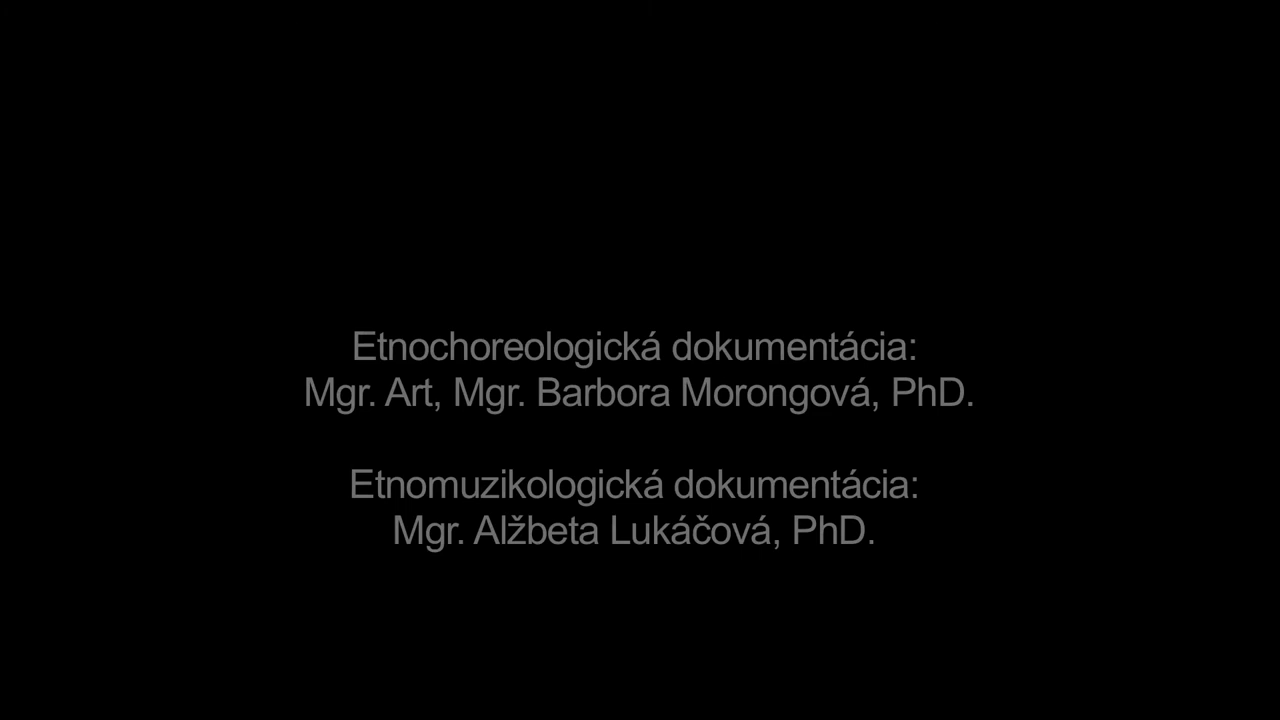 Etnochoreologická dokumentácia:
Mgr. Art, Mgr. Barbora Morongová, PhD.
Etnomuzikologická dokumentácia:
Mgr. Alžbeta Lukáčová, PhD.